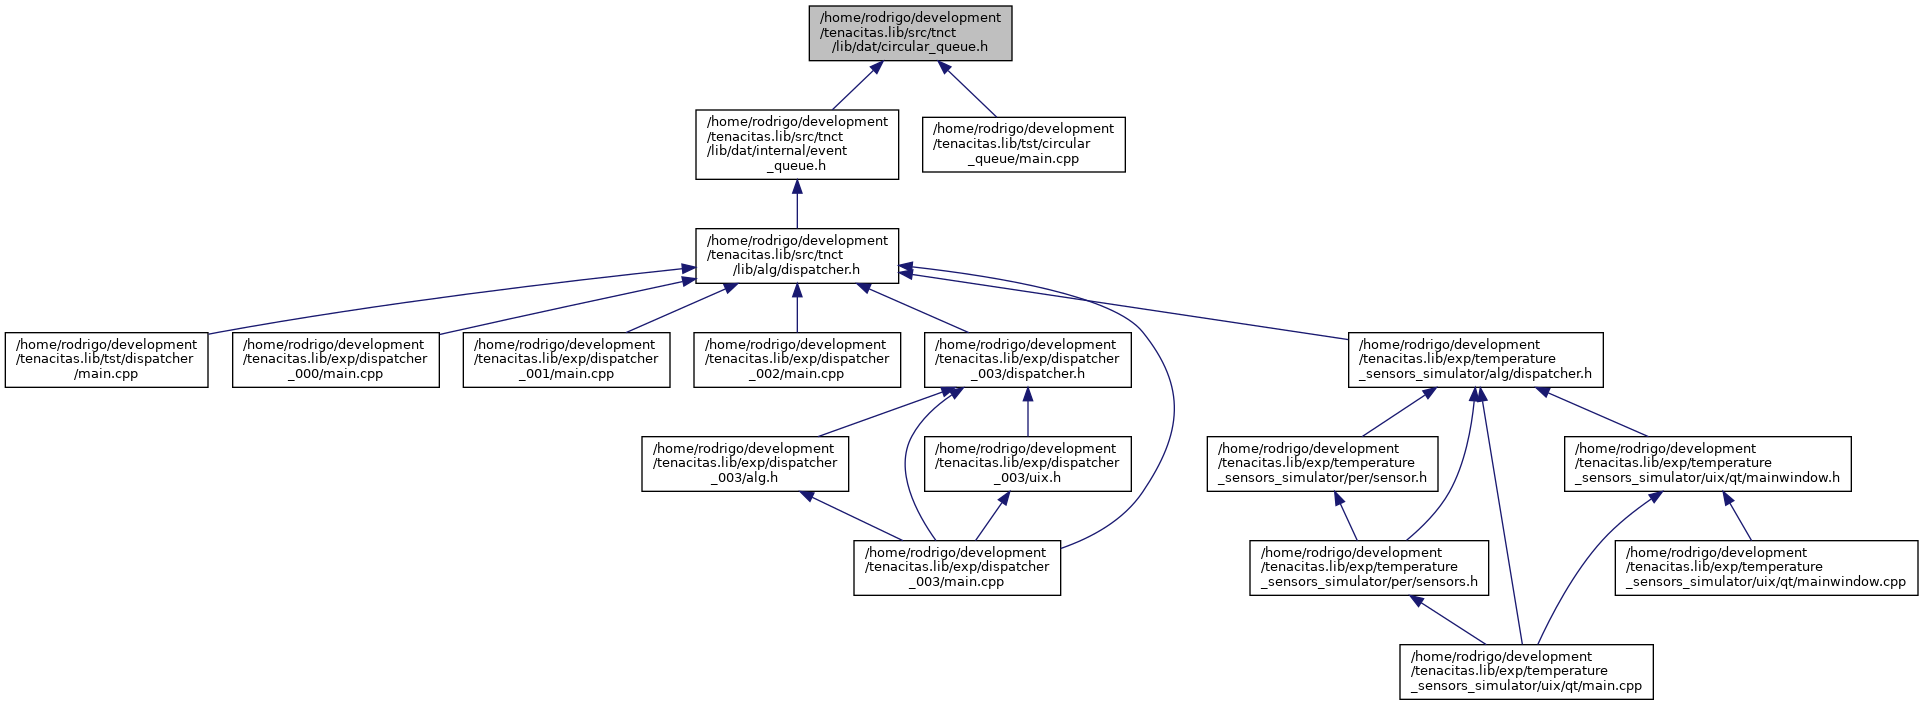 /home/rodrigo/development
/tenacitas.lib/src/tnct
/lib/dat/circular_queue.h
/home/rodrigo/development
/tenacitas.lib/src/tnct
/lib/dat/internal/event
_queue.h
/home/rodrigo/development
/tenacitas.lib/tst/circular
_queue/main.cpp
/home/rodrigo/development
/tenacitas.lib/src/tnct
/lib/alg/dispatcher.h
/home/rodrigo/development
/tenacitas.lib/tst/dispatcher
/main.cpp
/home/rodrigo/development
/tenacitas.lib/exp/dispatcher
_000/main.cpp
/home/rodrigo/development
/tenacitas.lib/exp/dispatcher
_001/main.cpp
/home/rodrigo/development
/tenacitas.lib/exp/dispatcher
_002/main.cpp
/home/rodrigo/development
/tenacitas.lib/exp/dispatcher
_003/dispatcher.h
/home/rodrigo/development
/tenacitas.lib/exp/temperature
_sensors_simulator/alg/dispatcher.h
/home/rodrigo/development
/tenacitas.lib/exp/dispatcher
_003/alg.h
/home/rodrigo/development
/tenacitas.lib/exp/dispatcher
_003/uix.h
/home/rodrigo/development
/tenacitas.lib/exp/temperature
_sensors_simulator/per/sensor.h
/home/rodrigo/development
/tenacitas.lib/exp/temperature
_sensors_simulator/uix/qt/mainwindow.h
/home/rodrigo/development
/tenacitas.lib/exp/dispatcher
_003/main.cpp
/home/rodrigo/development
/tenacitas.lib/exp/temperature
_sensors_simulator/per/sensors.h
/home/rodrigo/development
/tenacitas.lib/exp/temperature
_sensors_simulator/uix/qt/mainwindow.cpp
/home/rodrigo/development
/tenacitas.lib/exp/temperature
_sensors_simulator/uix/qt/main.cpp